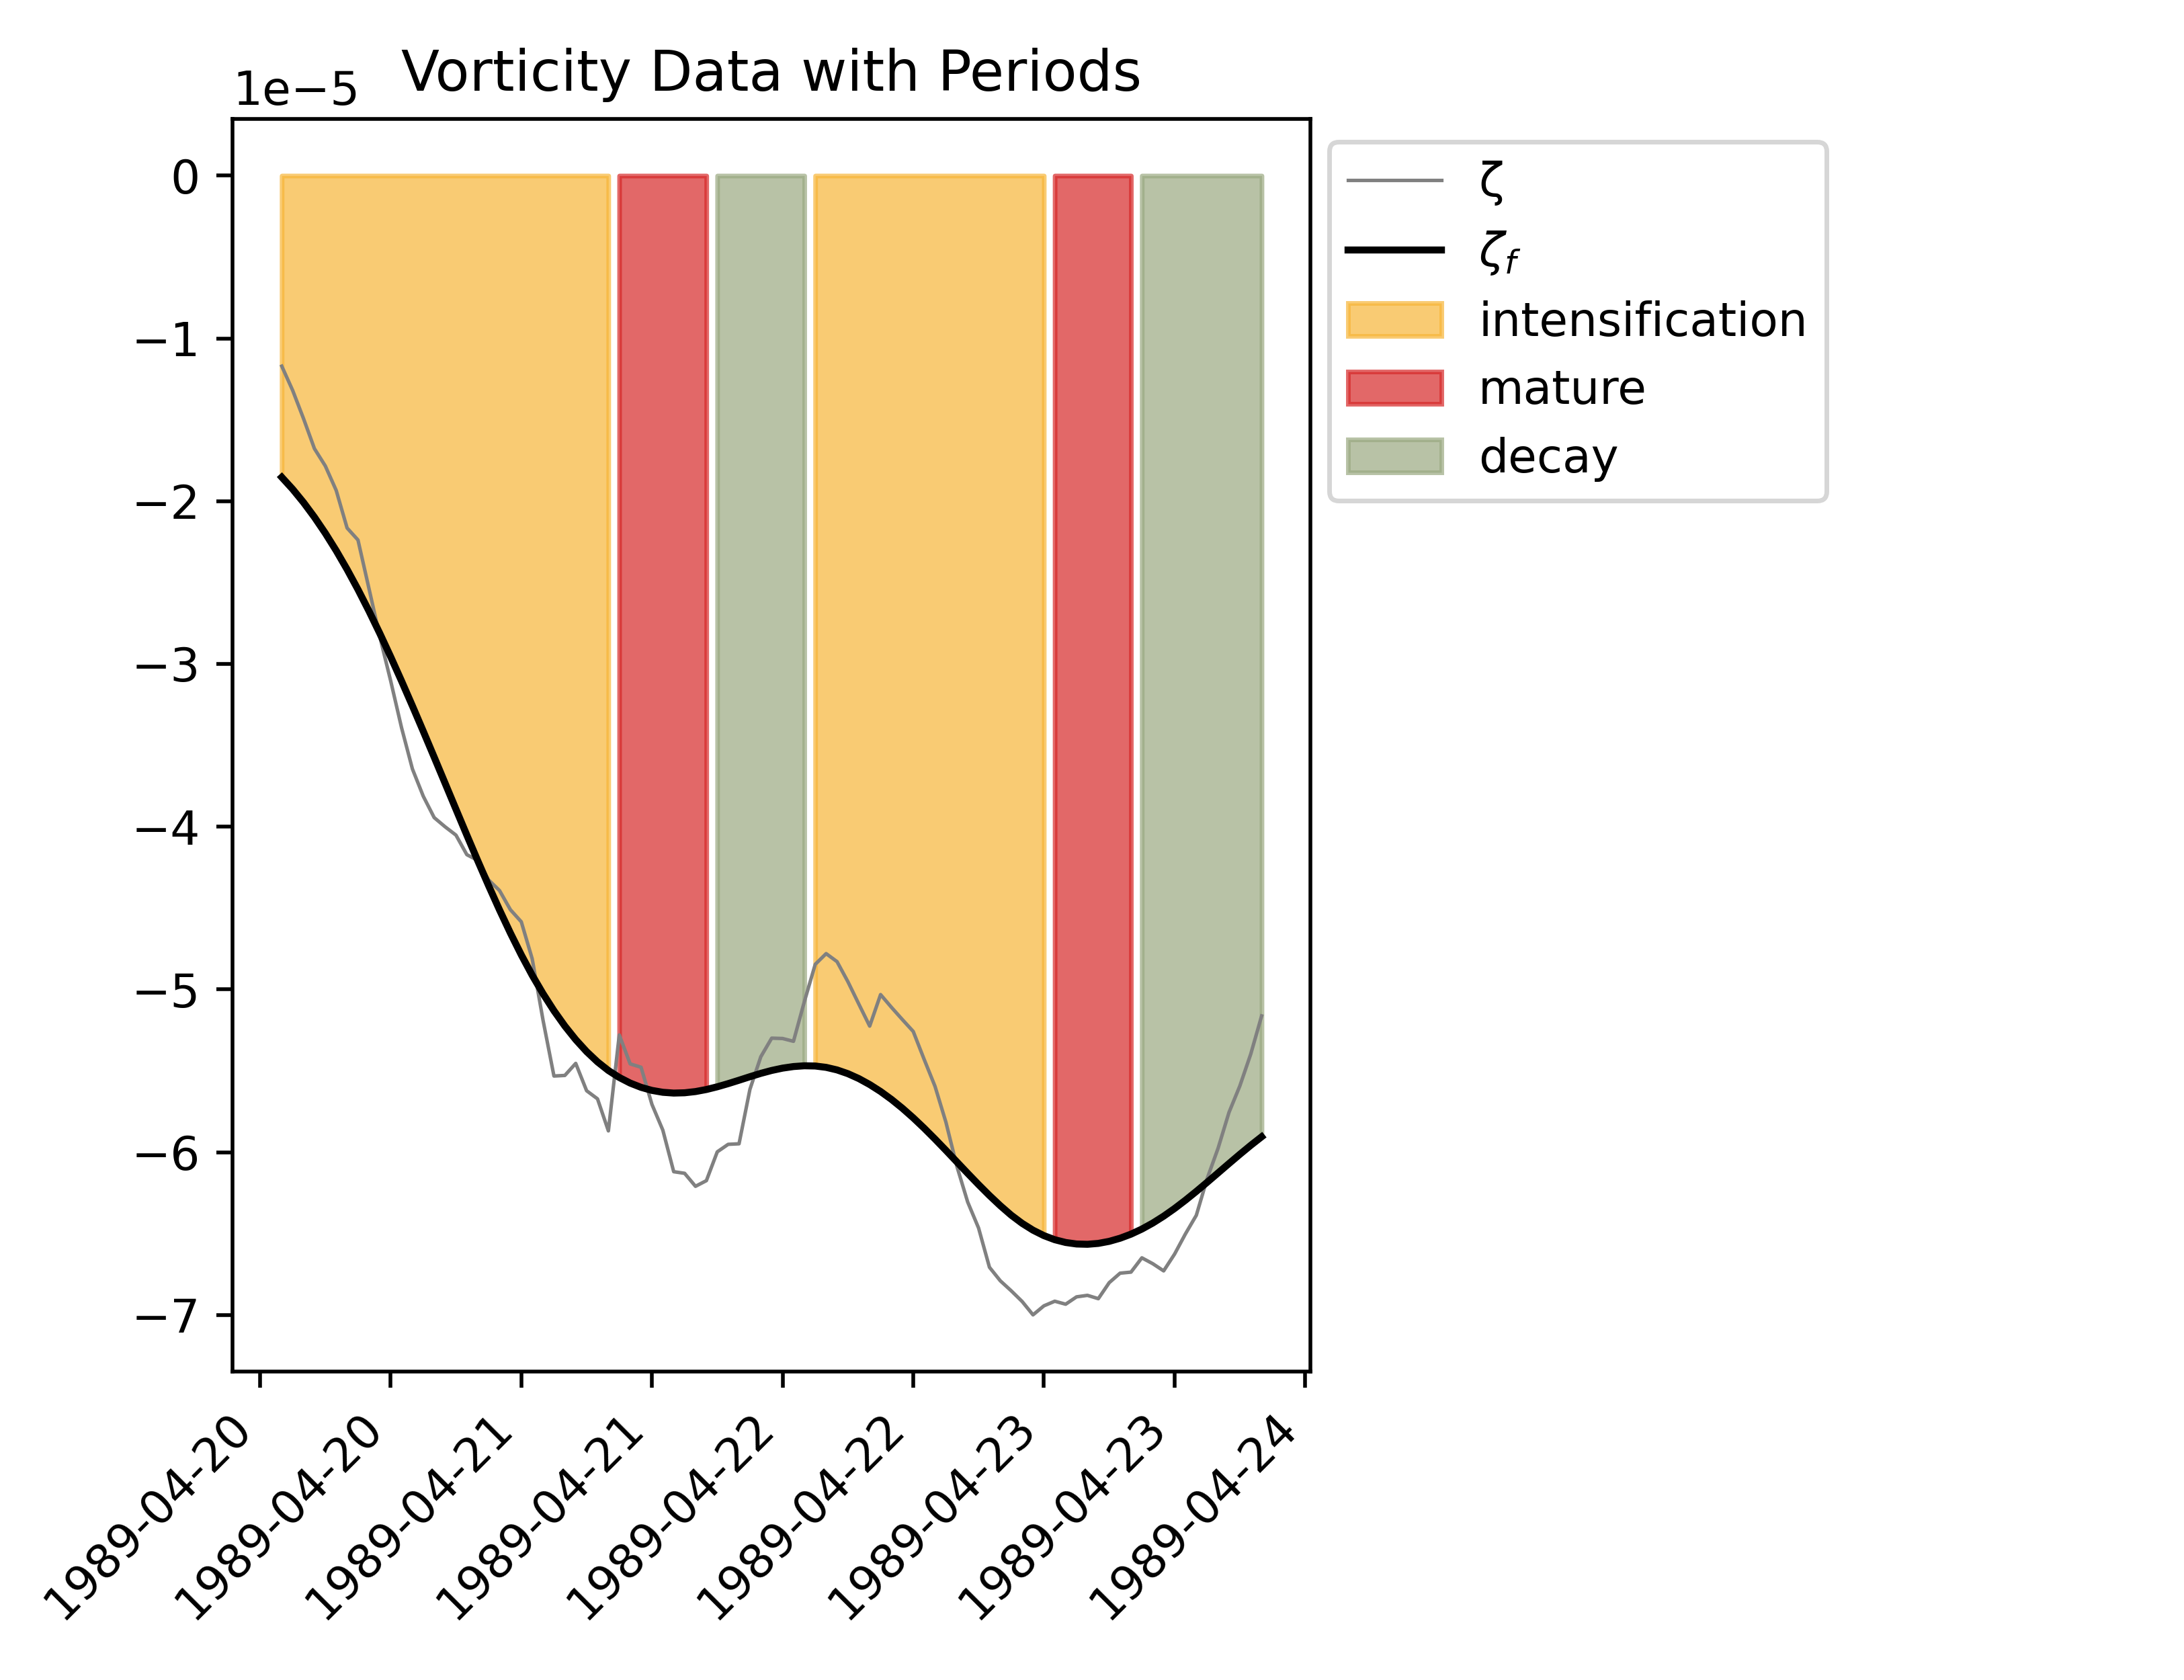 Vorticity Data with Periods
1e−5
0
−1
−2
−3
−4
−5
−6
−7
1989-04-20
1989-04-20
1989-04-21
1989-04-21
1989-04-22
1989-04-22
1989-04-23
1989-04-23
1989-04-24
ζ
ζf
intensification
mature
decay